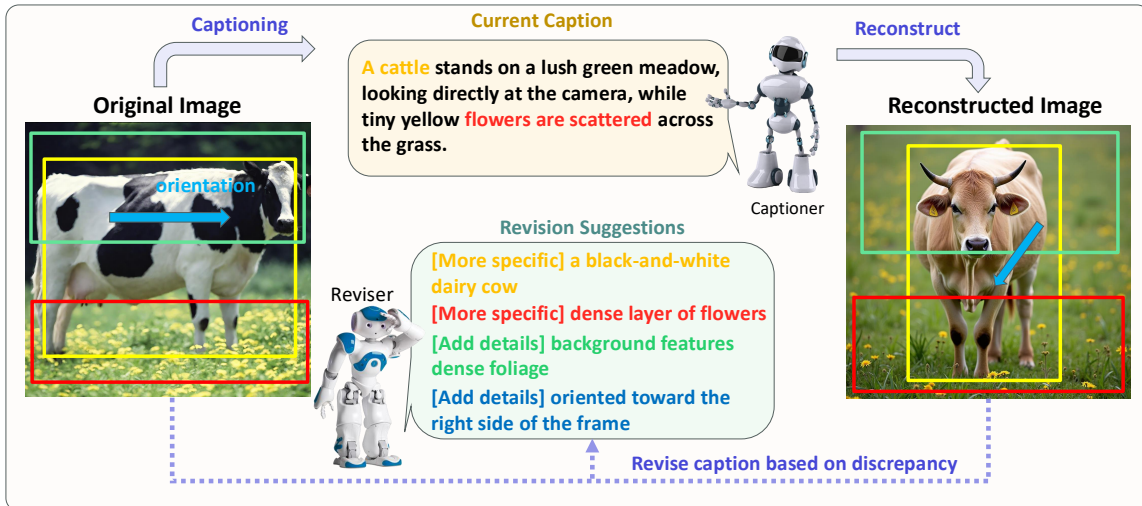 Captioning
Current Caption
Reconstruct
A cattle stands on a lush green meadow,
looking directly at the camera, while
tiny yellow flowers are scattered across
the grass.
Original Image
Reconstructed Image
orientation
Captioner
Revision Suggestions
[More specific] a black-and-white
dairy cow
[More specific] dense layer of flowers
[Add details] background features
dense foliage
[Add details] oriented toward the
right side of the frame
Reviser
Revise caption based on discrepancy